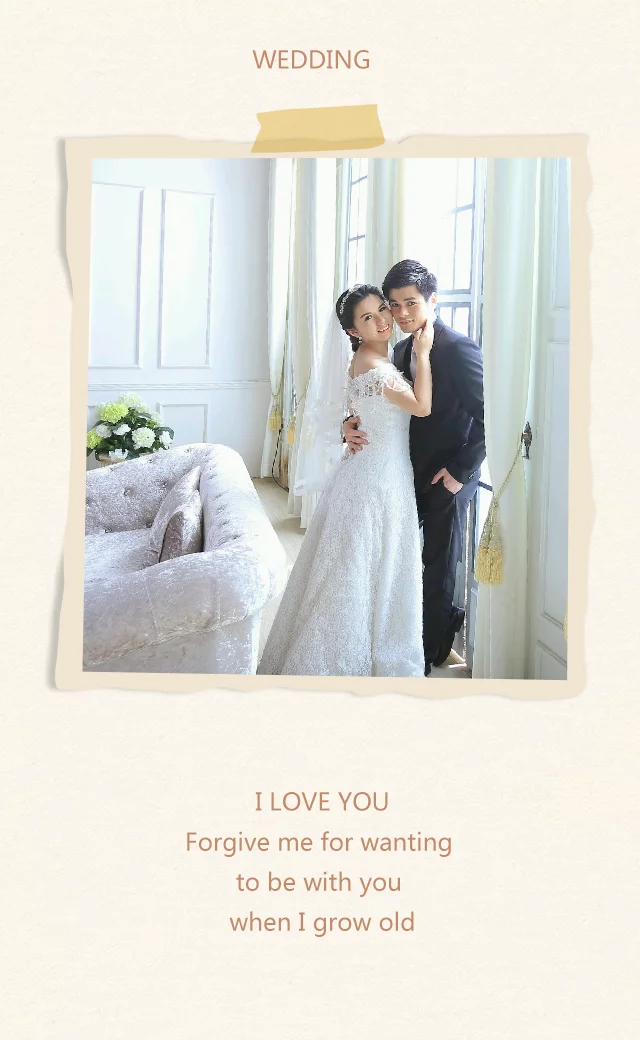 WEDDING
I LOVE YOU
Forgive me for wanting
to be with you
when I grow old